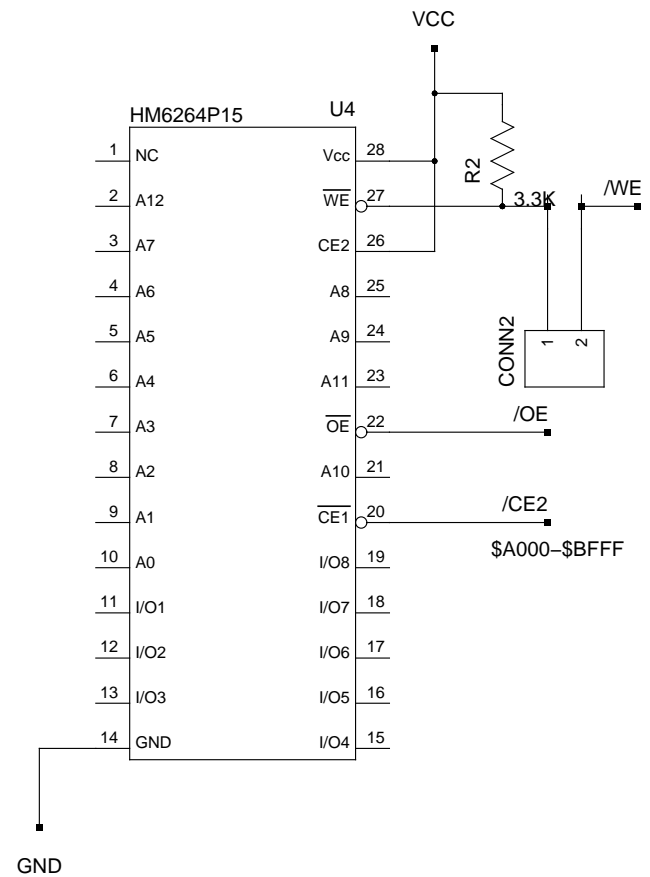 VCC
HM6264P15 U4
1 NC Vcc 28
2 A12 WE 27
R2
3.3K
/WE
3 A7 CE2 26
4 A6 A8 25
5 A5 A9 24
CONN2
1 2
6 A4 A11 23
7 A3 OE 22
/OE
8 A2 A10 21
9 A1 CE1 20
/CE2
$A000–$BFFF
10 A0 I/O8 19
11 I/O1 I/O7 18
12 I/O2 I/O6 17
13 I/O3 I/O5 16
14 GND I/O4 15
GND